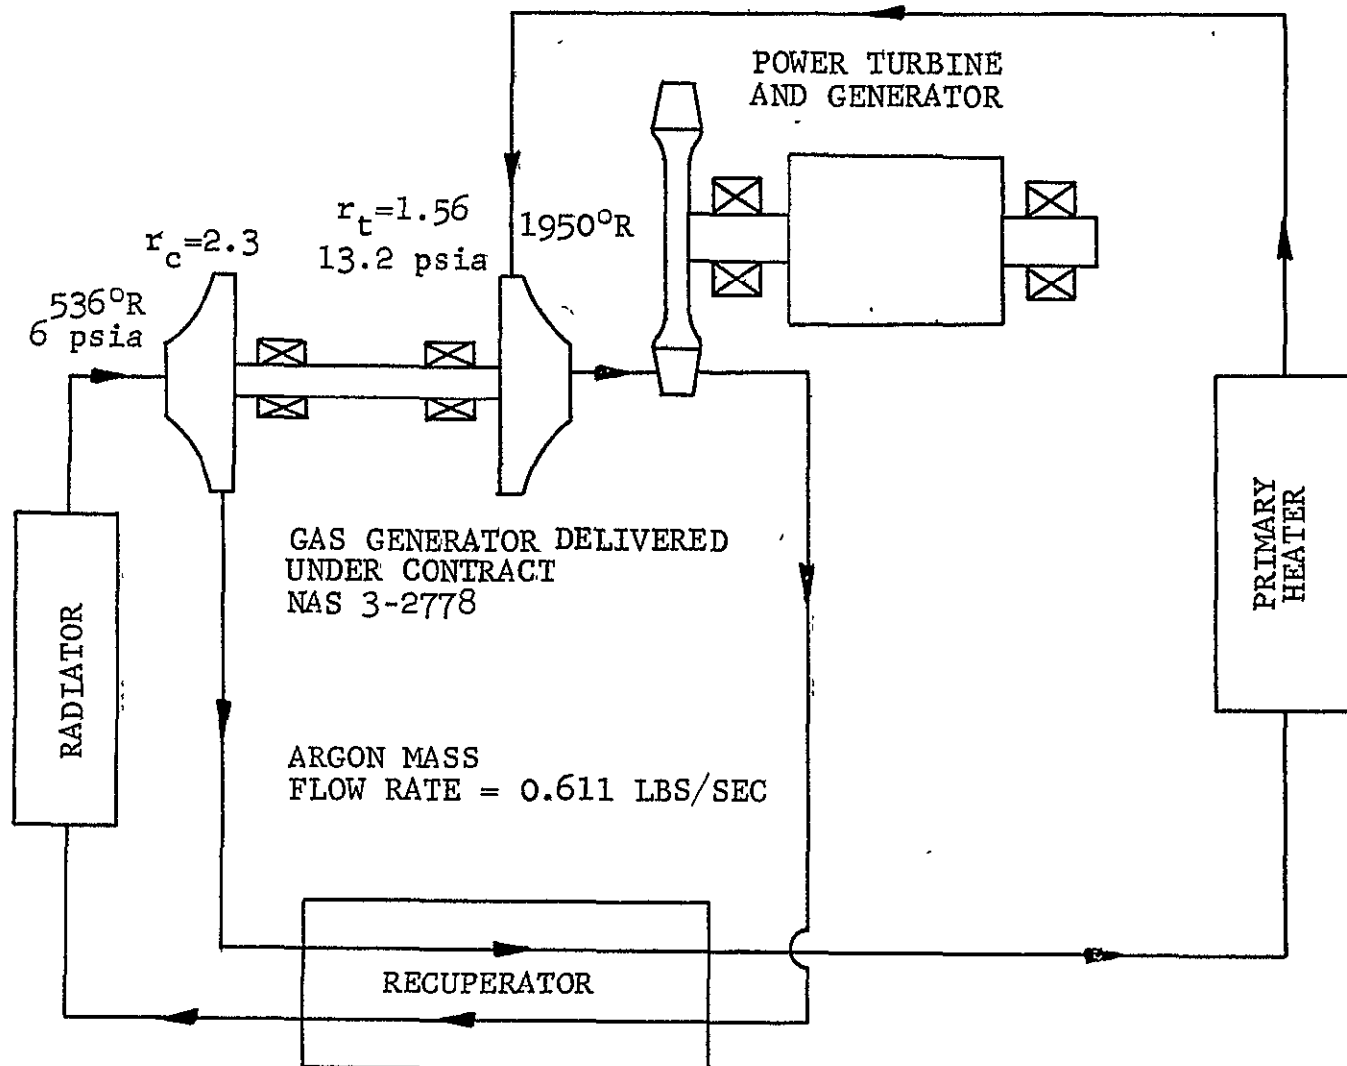 POWER TURBINE
AND GENERATOR
r_t=1.56
13.2 psia
1950°R
r_c=2.3
536°R
6 psia
GAS GENERATOR DELIVERED
UNDER CONTRACT
NAS 3-2778
PRIMARY
HEATER
RADIATOR
ARGON MASS
FLOW RATE = 0.611 LBS/SEC
RECUPERATOR